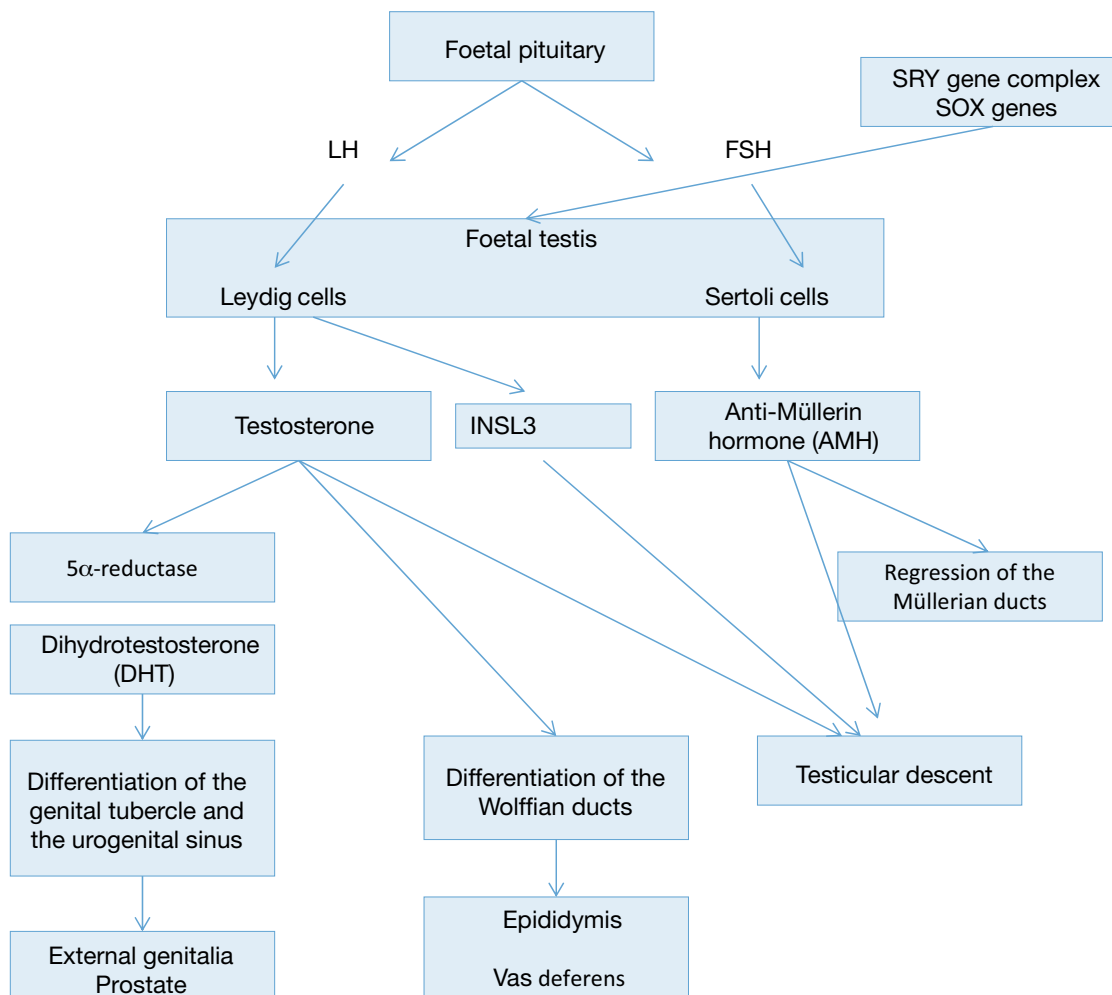 Foetal pituitary
SRY gene complex
SOX genes
LH
FSH
Foetal testis
Leydig cells
Sertoli cells
Testosterone
INSL3
Anti-Müllerin
hormone (AMH)
5α-reductase
Regression of the
Müllerian ducts
Dihydrotestosterone
(DHT)
Differentiation of the
genital tubercle and
the urogenital sinus
Differentiation of the
Wolffian ducts
Testicular descent
External genitalia
Prostate
Epididymis
Vas deferens